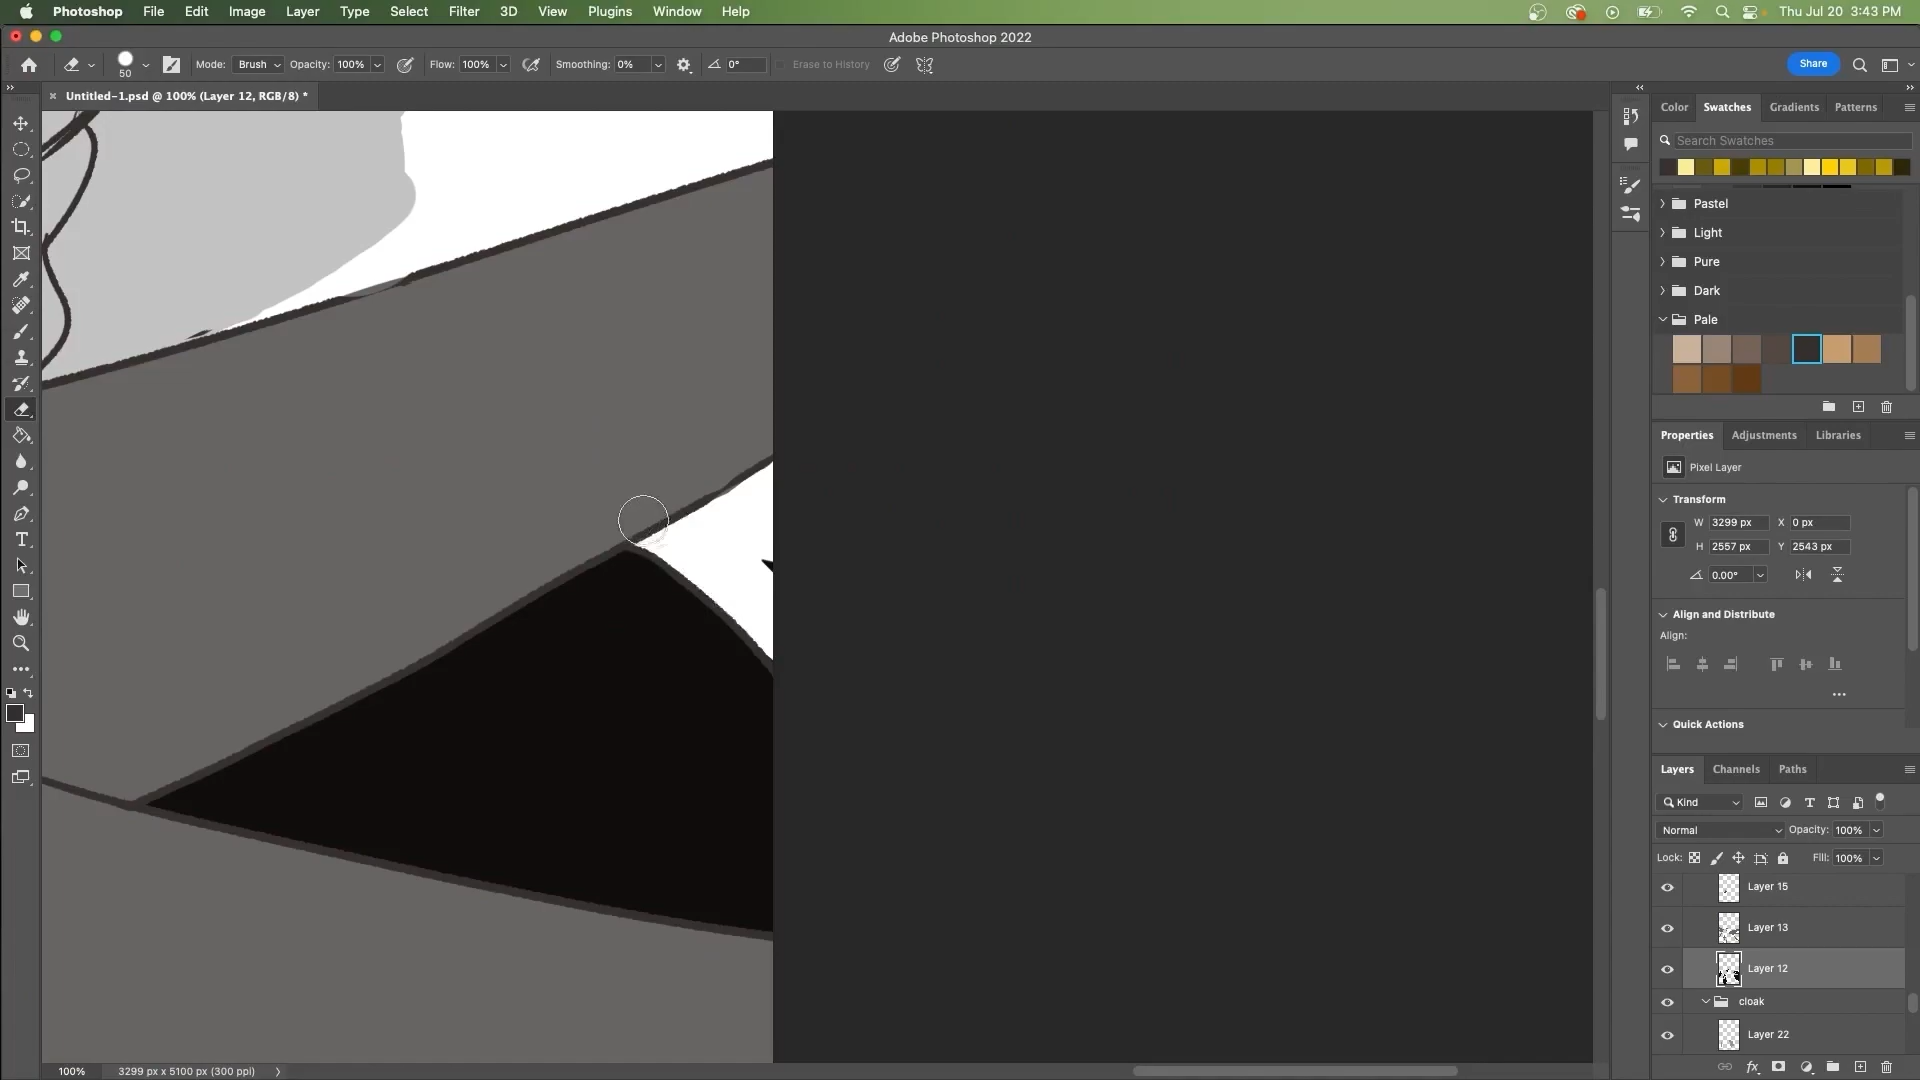 Photoshop File Edit Image Layer Type Select Filter 3D View Plugins Window Help Thu Jul 20 3:43 PM
Adobe Photoshop 2022
50 Mode: Brush Opacity: 100% Flow: 100% Smoothing: 0% 0° Erase to History Share
Untitled-1.psd @ 100% (Layer 12, RGB/8) *
Color Swatches Gradients Patterns
Search Swatches
Pastel
Light
Pure
Dark
Pale
Properties Adjustments Libraries
Pixel Layer
Transform
W 3299 px X 0 px
H 2557 px Y 2543 px
0.00°
Align and Distribute
Align:
Quick Actions
Layers Channels Paths
Kind
Normal Opacity: 100%
Lock: Fill: 100%
Layer 15
Layer 13
Layer 12
cloak
Layer 22
100% 3299 px x 5100 px (300 ppi)